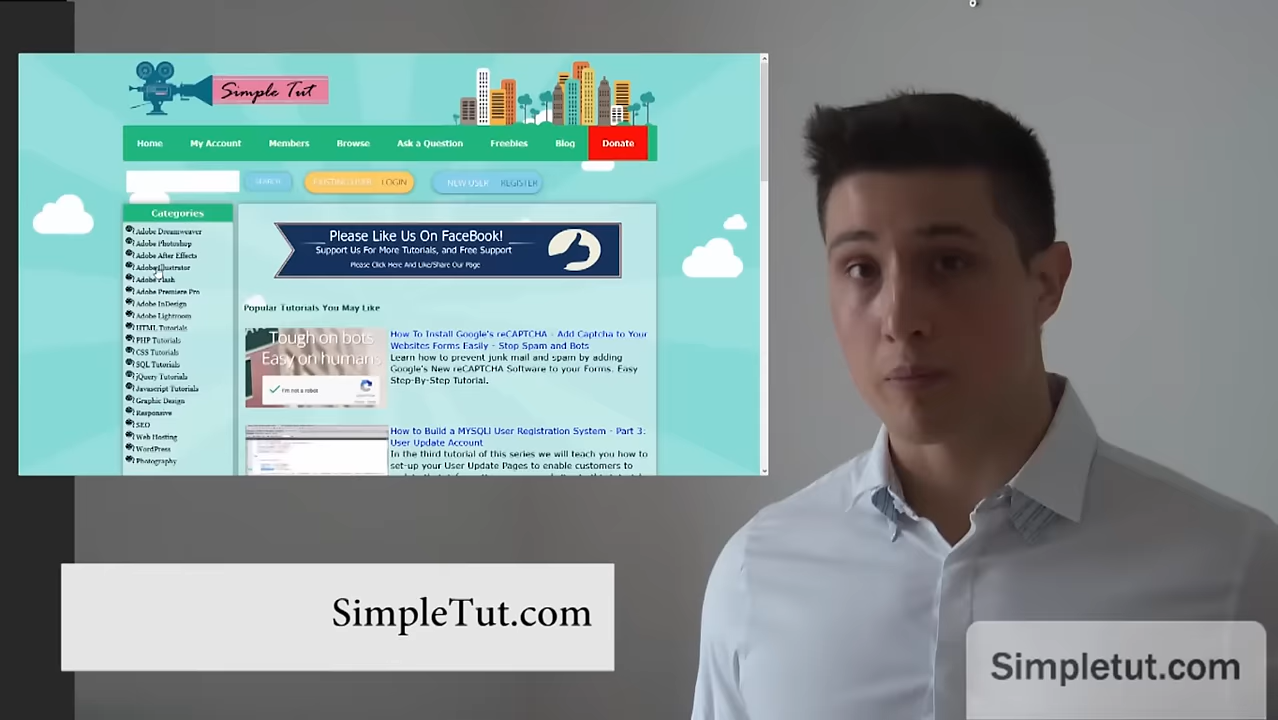 Simple Tut
Home My Account Members Browse Ask a Question Freebies Blog Donate
SEARCH EXISTING USER LOGIN NEW USER REGISTER
Categories
Adobe Dreamweaver
Adobe Photoshop
Adobe After Effects
Adobe Illustrator
Adobe Flash
Adobe Premiere Pro
Adobe InDesign
Adobe Lightroom
HTML Tutorials
PHP Tutorials
CSS Tutorials
SQL Tutorials
jQuery Tutorials
Javascript Tutorials
Graphic Design
Responsive
SEO
Web Hosting
WordPress
Photography
Please Like Us On FaceBook!
Support Us For More Tutorials, and Free Support
Please Click Here And Like/Share Our Page
Popular Tutorials You May Like
Tough on bots
Easy on humans
I'm not a robot
How To Install Google's reCAPTCHA - Add Captcha to Your
Websites Forms Easily - Stop Spam and Bots
Learn how to prevent junk mail and spam by adding
Google's New reCAPTCHA Software to your Forms. Easy
Step-By-Step Tutorial.
How to Build a MYSQLI User Registration System - Part 3:
User Update Account
In the third tutorial of this series we will teach you how to
set-up your User Update Pages to enable customers to
SimpleTut.com
Simpletut.com